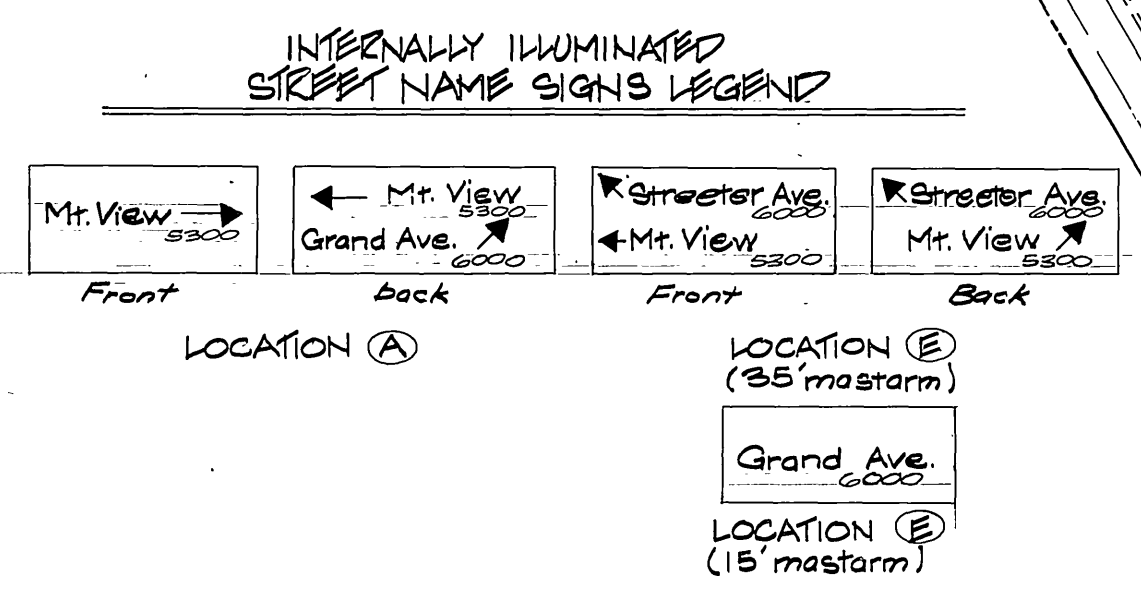 INTERNALLY ILLUMINATED
STREET NAME SIGNS LEGEND
Mt. View
5300
Front
Mt. View
5300
Grand Ave.
6000
back
LOCATION A
Streeter Ave.
6000
Mt. View
5300
Front
Streeter Ave.
6000
Mt. View
5300
Back
LOCATION E
(35' mastarm)
Grand Ave.
6000
LOCATION E
(15' mastarm)